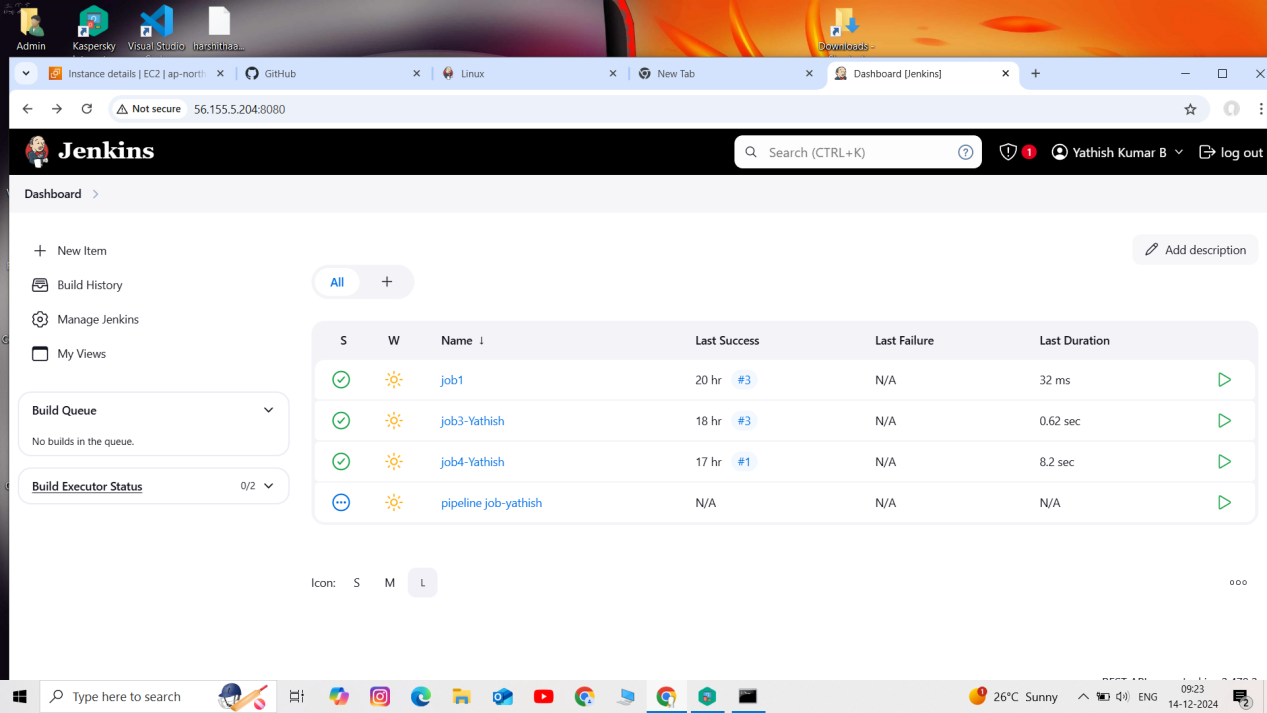 Admin
Kaspersky
Visual Studio
harshithaa...
Downloads -
Instance details | EC2 | ap-north
GitHub
Linux
New Tab
Dashboard [Jenkins]
Not secure
56.155.5.204:8080
Jenkins
Search (CTRL+K)
1
Yathish Kumar B
log out
Dashboard
New Item
Build History
Manage Jenkins
My Views
Add description
All
Build Queue
No builds in the queue.
Build Executor Status
0/2
S W Name ↓ Last Success Last Failure Last Duration
job1 20 hr #3 N/A 32 ms
job3-Yathish 18 hr #3 N/A 0.62 sec
job4-Yathish 17 hr #1 N/A 8.2 sec
pipeline job-yathish N/A N/A N/A
Icon: S M L
Type here to search
1
26°C Sunny
ENG
09:23
14-12-2024
2